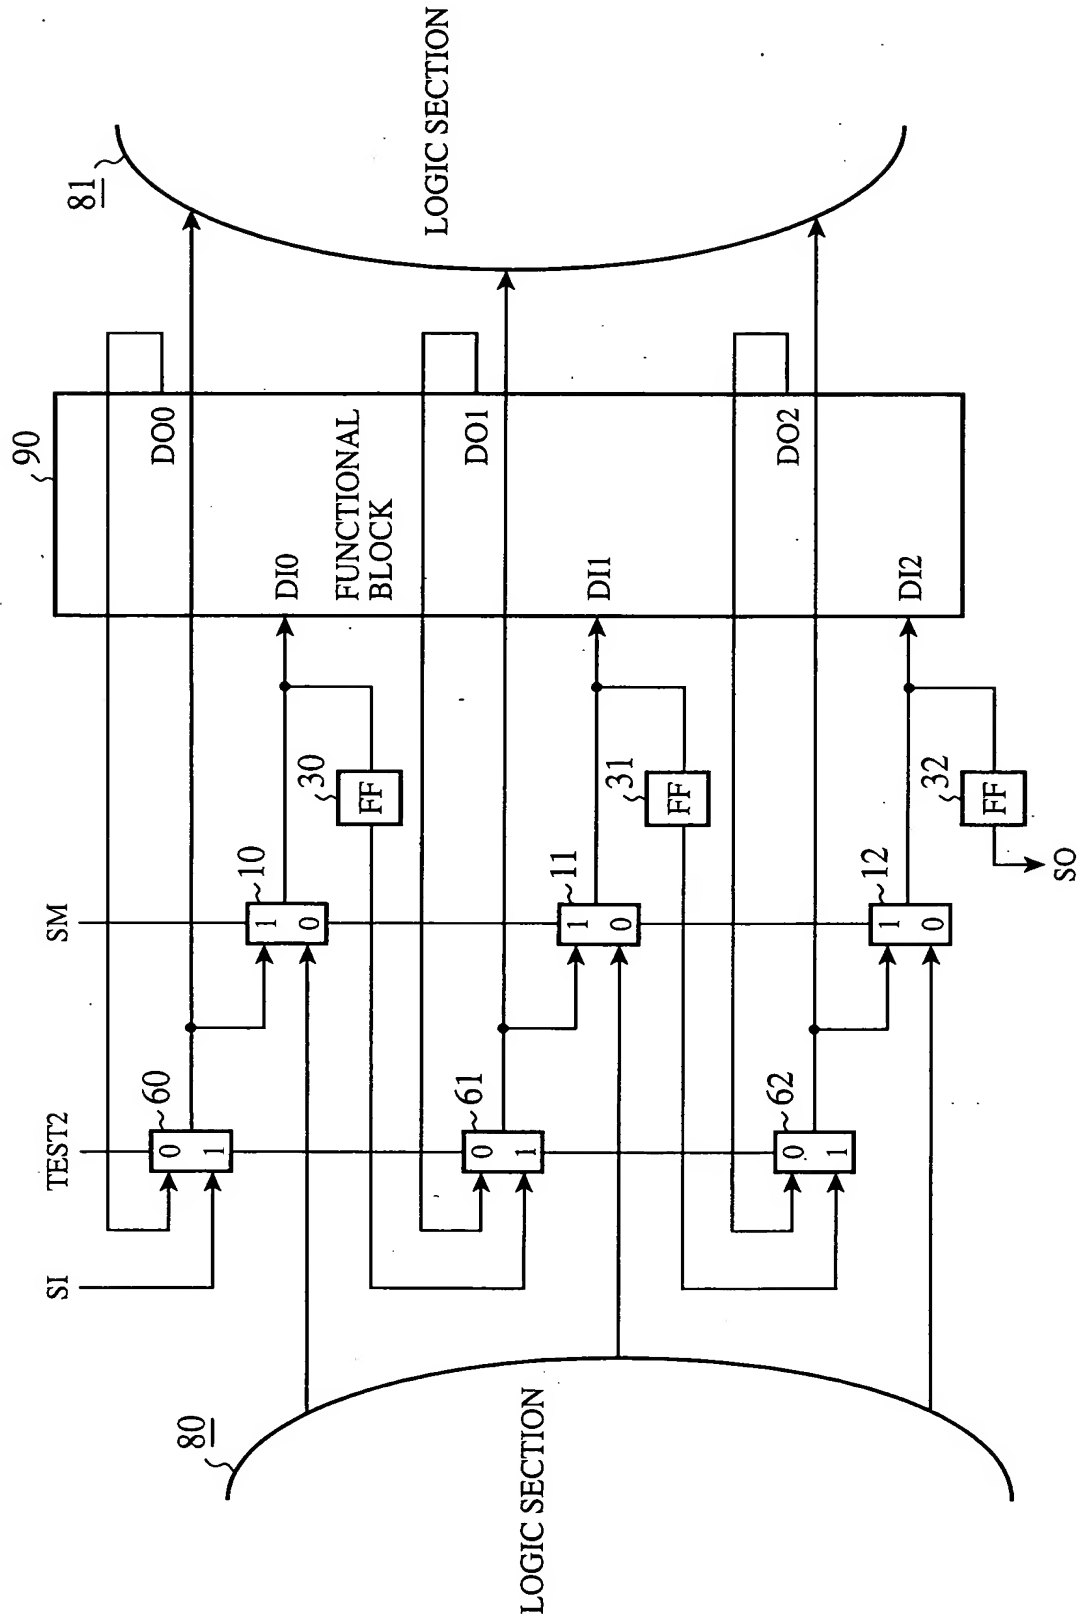 SI
TEST2
SM
90
81
60
0
1
10
1
0
30
FF
DI0
DO0
FUNCTIONAL
BLOCK
61
0
1
11
1
0
31
FF
DI1
DO1
62
0
1
12
1
0
32
FF
SO
DI2
DO2
80
LOGIC SECTION
LOGIC SECTION